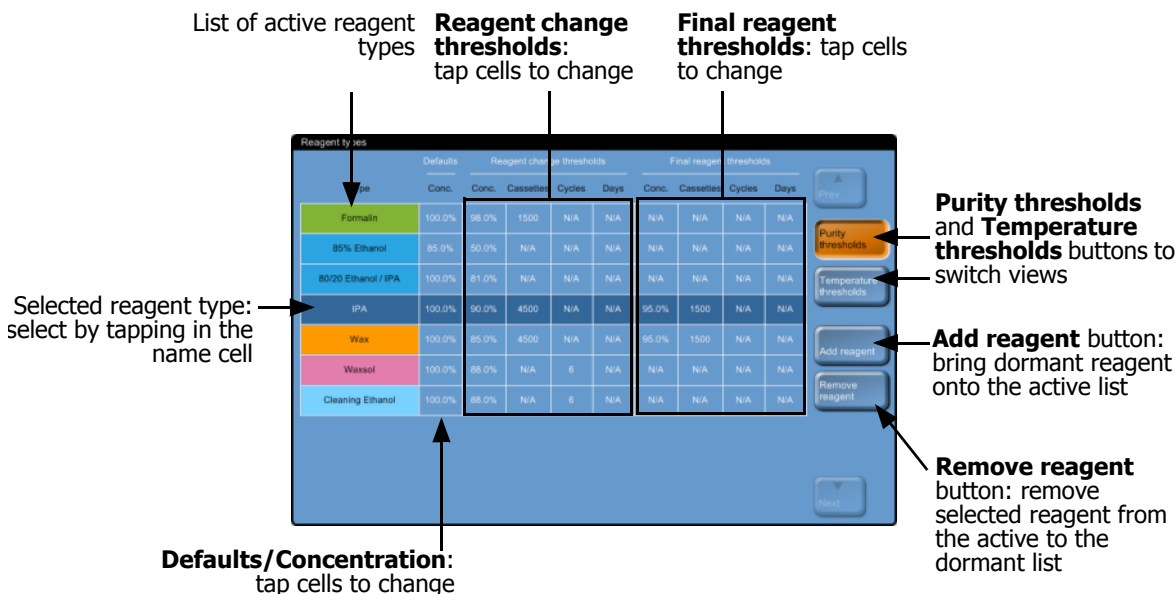 List of active reagent
types
Reagent change
thresholds:
tap cells to change
Final reagent
thresholds: tap cells
to change
Reagent types
Defaults Reagent change thresholds Final reagent thresholds
Conc. Conc. Cassettes Cycles Days Conc. Cassettes Cycles Days
Prev
Formalin 100.0% 98.0% 1500 N/A N/A N/A N/A N/A N/A
85% Ethanol 85.0% 50.0% N/A N/A N/A N/A N/A N/A N/A
80/20 Ethanol / IPA 100.0% 81.0% N/A N/A N/A N/A N/A N/A N/A
IPA 100.0% 90.0% 4500 N/A N/A 95.0% 1500 N/A N/A
Wax 100.0% 85.0% 4500 N/A N/A 95.0% 1500 N/A N/A
Waxsol 100.0% 88.0% N/A 6 N/A N/A N/A N/A N/A
Cleaning Ethanol 100.0% 88.0% N/A 6 N/A N/A N/A N/A N/A
Purity
thresholds
Temperature
thresholds
Add reagent
Remove
reagent
Next
Purity thresholds
and Temperature
thresholds buttons to
switch views
Selected reagent type:
select by tapping in the
name cell
Add reagent button:
bring dormant reagent
onto the active list
Remove reagent
button: remove
selected reagent from
the active to the
dormant list
Defaults/Concentration:
tap cells to change